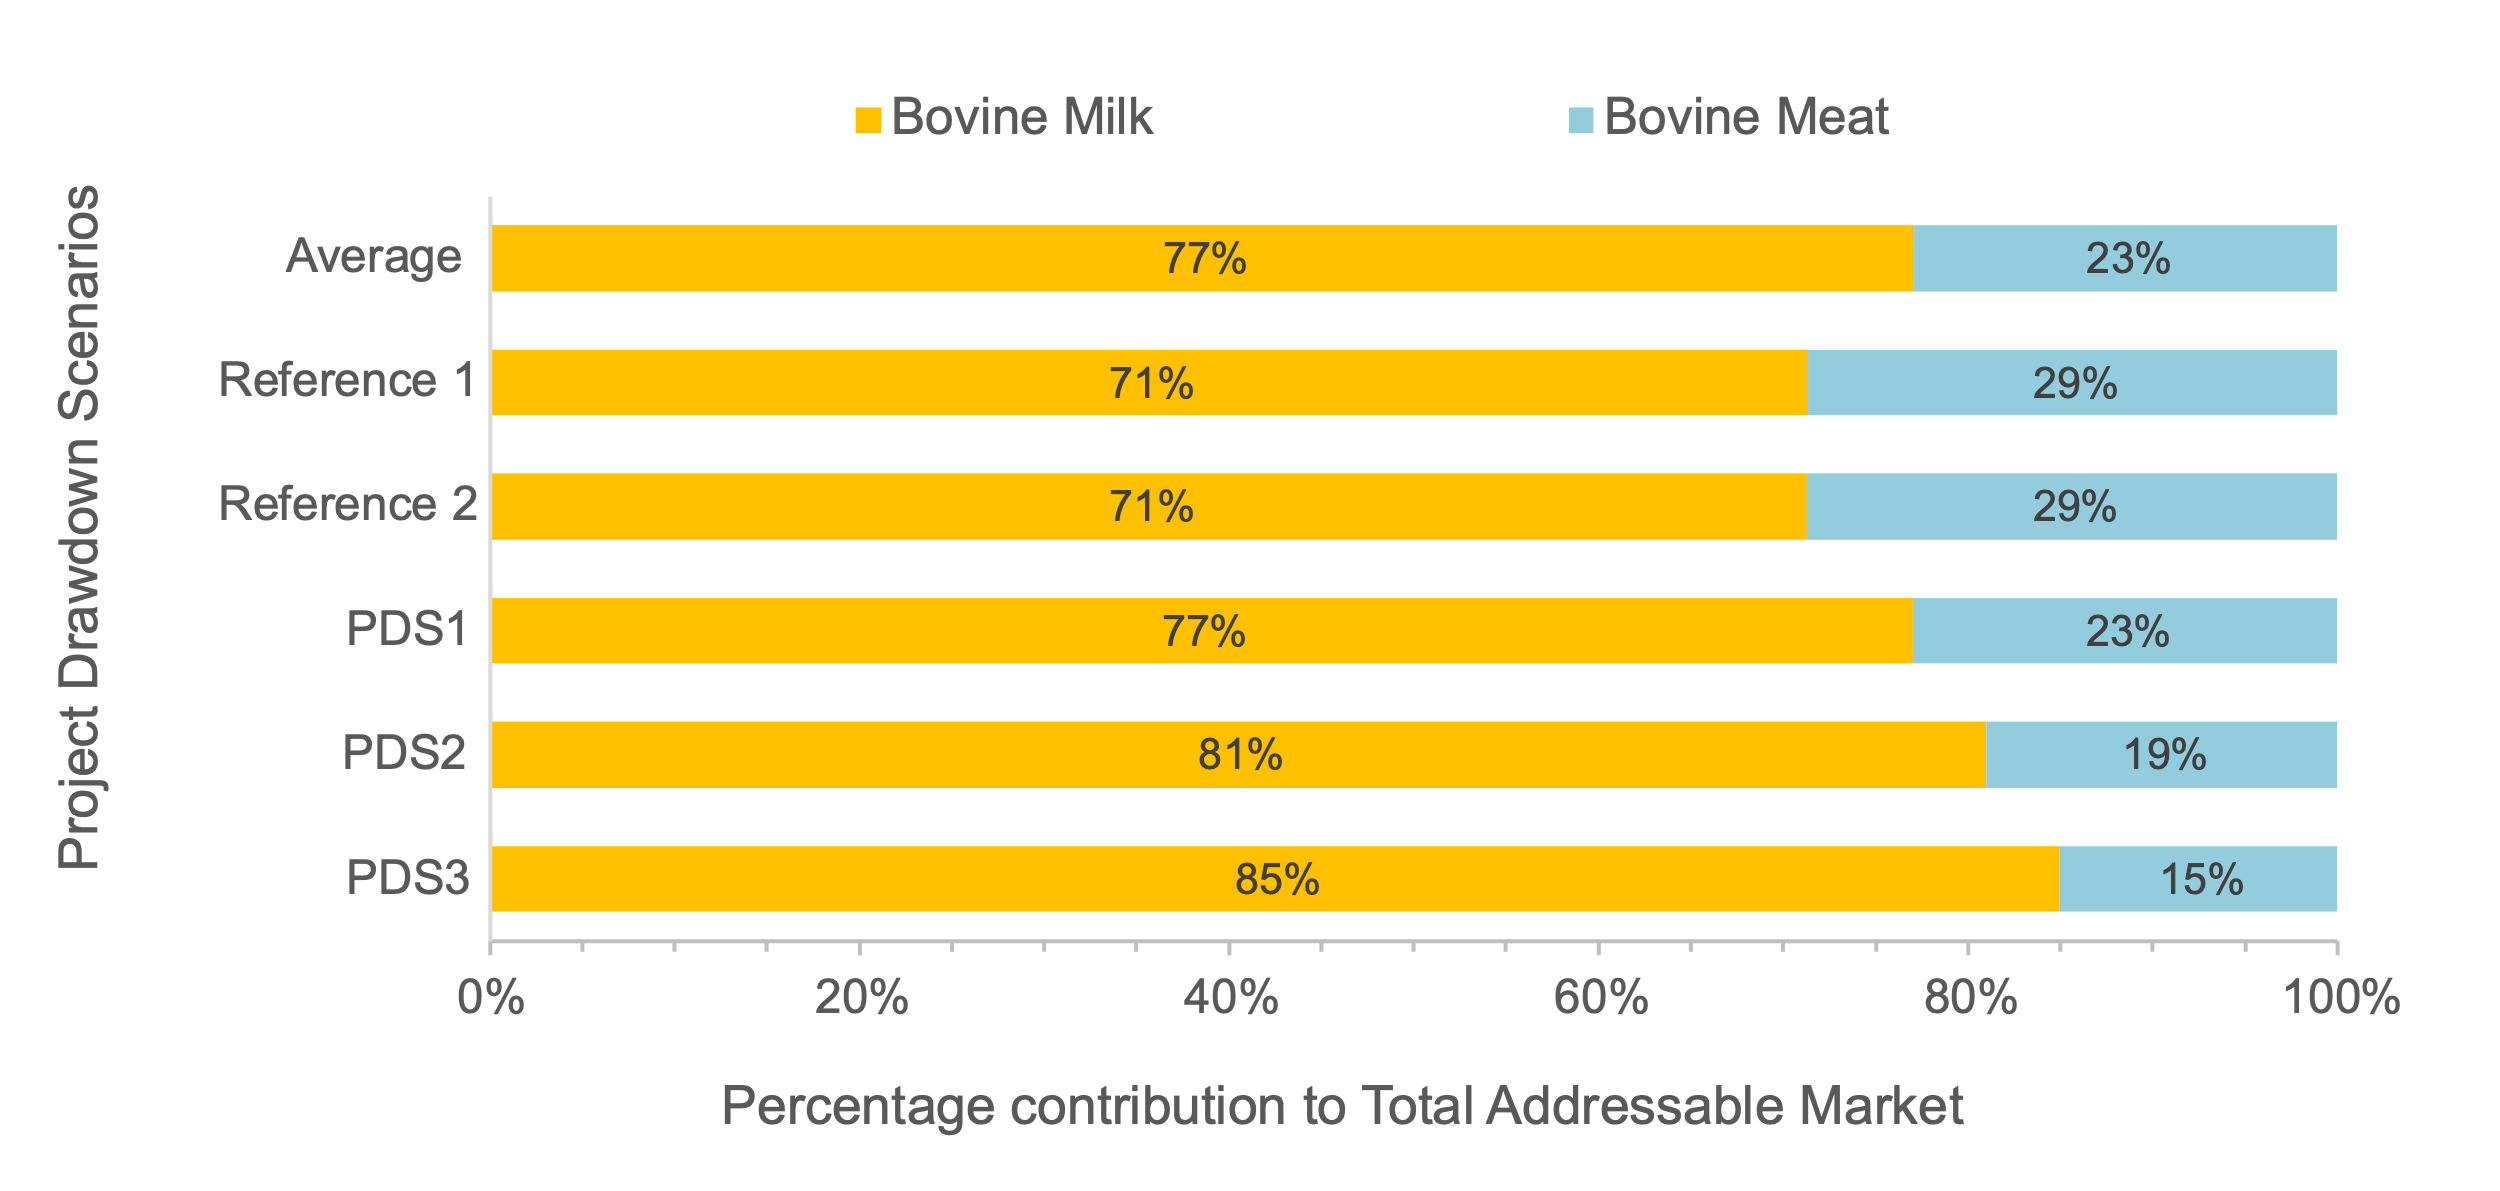 Bovine Milk Bovine Meat
Project Drawdown Scenarios
Average 77% 23%
Reference 1 71% 29%
Reference 2 71% 29%
PDS1 77% 23%
PDS2 81% 19%
PDS3 85% 15%
0% 20% 40% 60% 80% 100%
Percentage contribution to Total Addressable Market